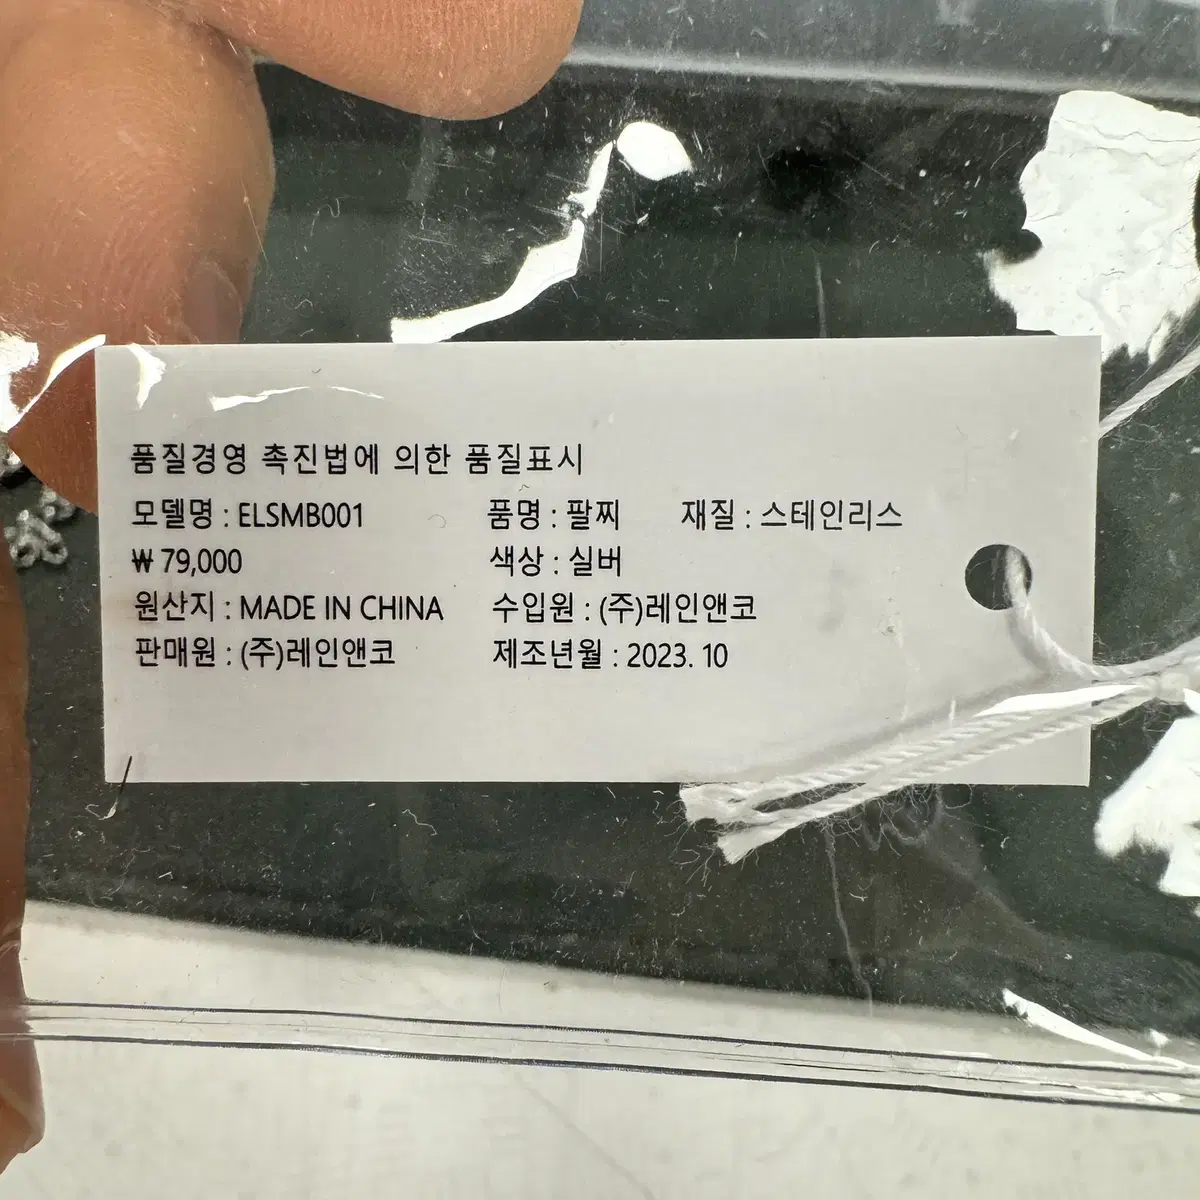 품질경영 촉진법에 의한 품질표시
모델명 : ELSMB001 품명 : 팔찌 재질 : 스테인리스
₩ 79,000 색상 : 실버
원산지 : MADE IN CHINA 수입원 : (주)레인앤코
판매원 : (주)레인앤코 제조년월 : 2023. 10